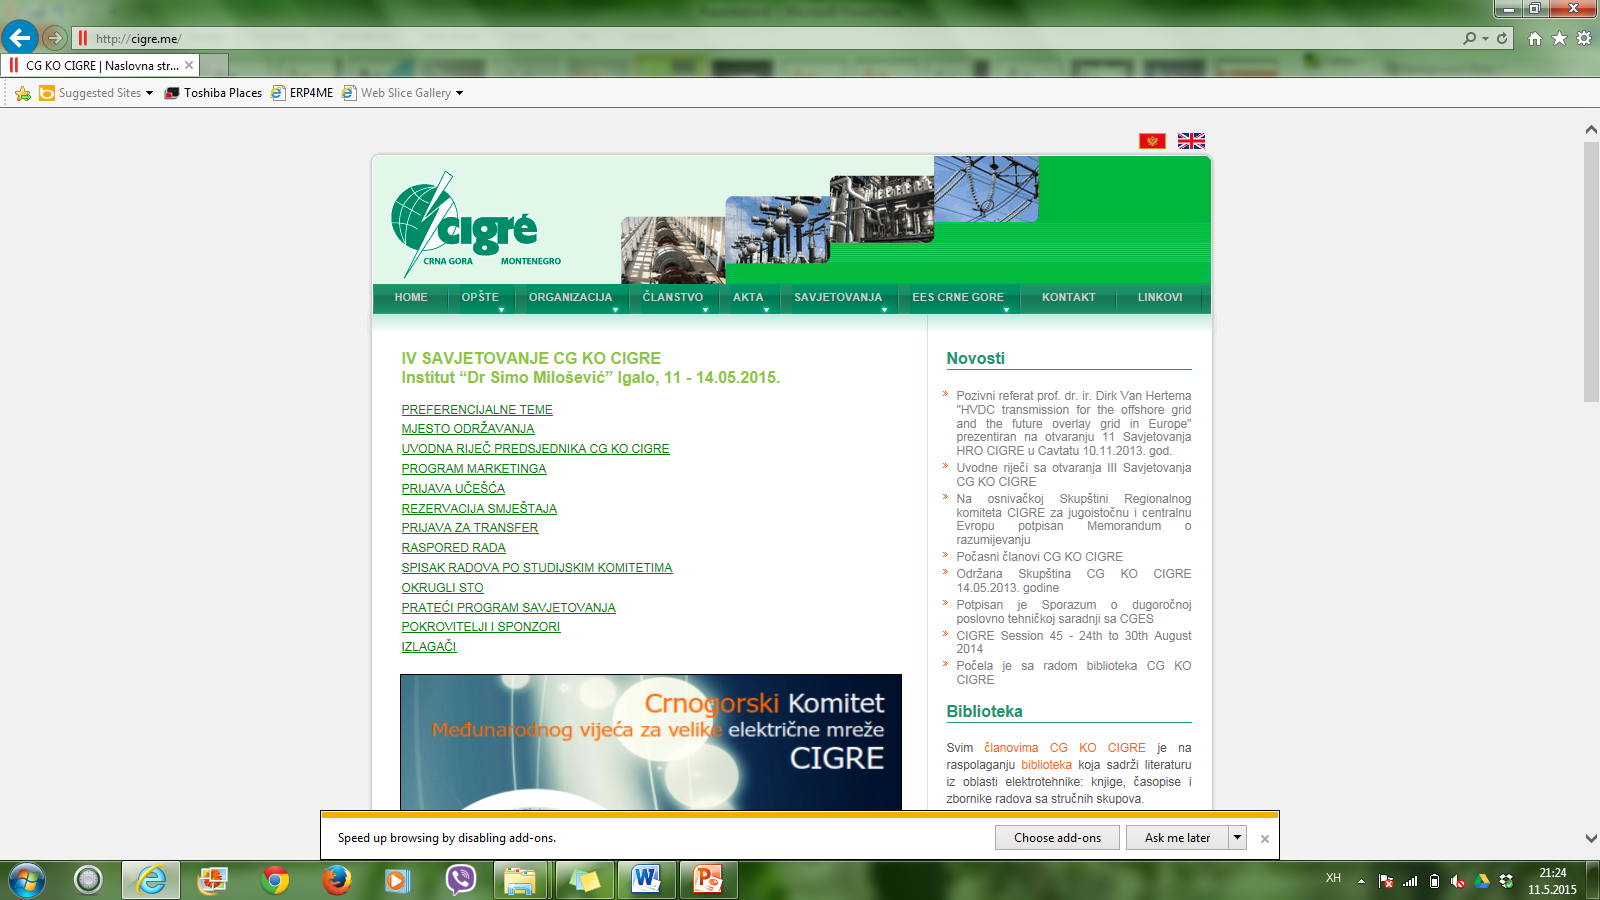 http://cigre.me/
CG KO CIGRE | Naslovna str...
Suggested Sites
Toshiba Places
ERP4ME
Web Slice Gallery
cigré
CRNA GORA MONTENEGRO
HOME OPŠTE ORGANIZACIJA ČLANSTVO AKTA SAVJETOVANJA EES CRNE GORE KONTAKT LINKOVI
IV SAVJETOVANJE CG KO CIGRE
Institut “Dr Simo Milošević” Igalo, 11 - 14.05.2015.
PREFERENCIJALNE TEME
MJESTO ODRŽAVANJA
UVODNA RIJEČ PREDSJEDNIKA CG KO CIGRE
PROGRAM MARKETINGA
PRIJAVA UČEŠĆA
REZERVACIJA SMJEŠTAJA
PRIJAVA ZA TRANSFER
RASPORED RADA
SPISAK RADOVA PO STUDIJSKIM KOMITETIMA
OKRUGLI STO
PRATEĆI PROGRAM SAVJETOVANJA
POKROVITELJI I SPONZORI
IZLAGAČI
Crnogorski Komitet
Međunarodnog vijeća za velike električne mreže
CIGRE
Novosti
Pozivni referat prof. dr. ir. Dirk Van Hertema
"HVDC transmission for the offshore grid
and the future overlay grid in Europe"
prezentiran na otvaranju 11 Savjetovanja
HRO CIGRE u Cavtatu 10.11.2013. god.
Uvodne riječi sa otvaranja III Savjetovanja
CG KO CIGRE
Na osnivačkoj Skupštini Regionalnog
komiteta CIGRE za jugoistočnu i centralnu
Evropu potpisan Memorandum o
razumijevanju
Počasni članovi CG KO CIGRE
Održana Skupština CG KO CIGRE
14.05.2013. godine
Potpisan je Sporazum o dugoročnoj
poslovno tehničkoj saradnji sa CGES
CIGRE Session 45 - 24th to 30th August
2014
Počela je sa radom biblioteka CG KO
CIGRE
Biblioteka
Svim članovima CG KO CIGRE je na
raspolaganju biblioteka koja sadrži literaturu
iz oblasti elektrotehnike: knjige, časopise i
zbornike radova sa stručnih skupova.
Speed up browsing by disabling add-ons.
Choose add-ons
Ask me later
XH
21:24
11.5.2015